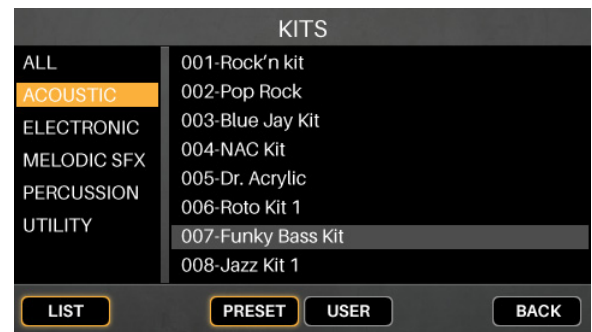 KITS
ALL
ACOUSTIC
ELECTRONIC
MELODIC SFX
PERCUSSION
UTILITY
001-Rock’n kit
002-Pop Rock
003-Blue Jay Kit
004-NAC Kit
005-Dr. Acrylic
006-Roto Kit 1
007-Funky Bass Kit
008-Jazz Kit 1
LIST
PRESET
USER
BACK